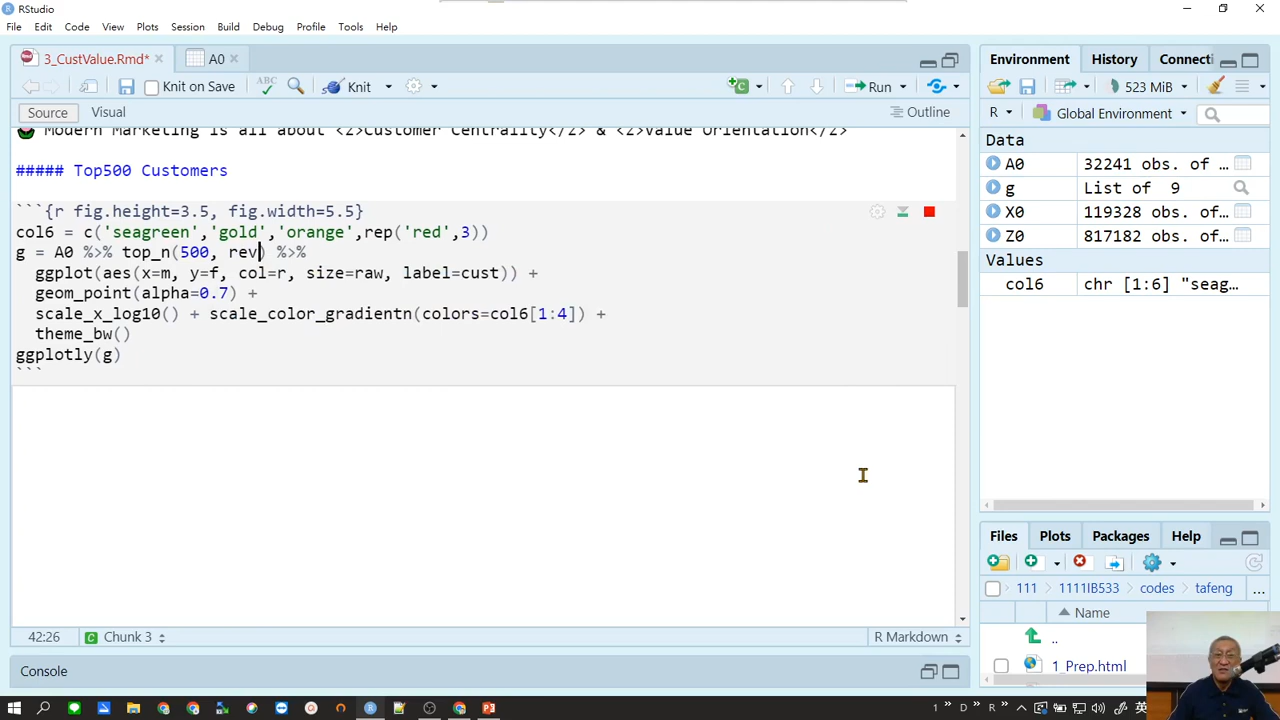 RStudio
File Edit Code View Plots Session Build Debug Profile Tools Help
3_CustValue.Rmd*
A0
Knit on Save
ABC
Knit
Run
Source
Visual
Outline
Modern Marketing is all about <z>Customer Centrality</z> & <z>Value Orientation</z>
##### Top500 Customers
```{r fig.height=3.5, fig.width=5.5}
col6 = c('seagreen','gold','orange',rep('red',3))
g = A0 %>% top_n(500, rev) %>%
ggplot(aes(x=m, y=f, col=r, size=raw, label=cust)) +
geom_point(alpha=0.7) +
scale_x_log10() + scale_color_gradientn(colors=col6[1:4]) +
theme_bw()
ggplotly(g)
```
42:26
Chunk 3
R Markdown
Console
Environment History Connecti
523 MiB
R
Global Environment
Data
A0 32241 obs. of …
g List of 9
X0 119328 obs. of …
Z0 817182 obs. of …
Values
col6 chr [1:6] "seag…
Files Plots Packages Help
111 1111IB533 codes tafeng ...
Name
..
1_Prep.html
1
D
R
英